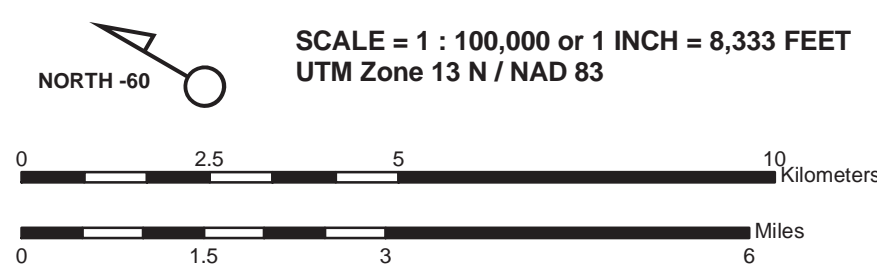 SCALE = 1 : 100,000 or 1 INCH = 8,333 FEET
UTM Zone 13 N / NAD 83
NORTH -60
0 2.5 5 10
Kilometers
Miles
0 1.5 3 6